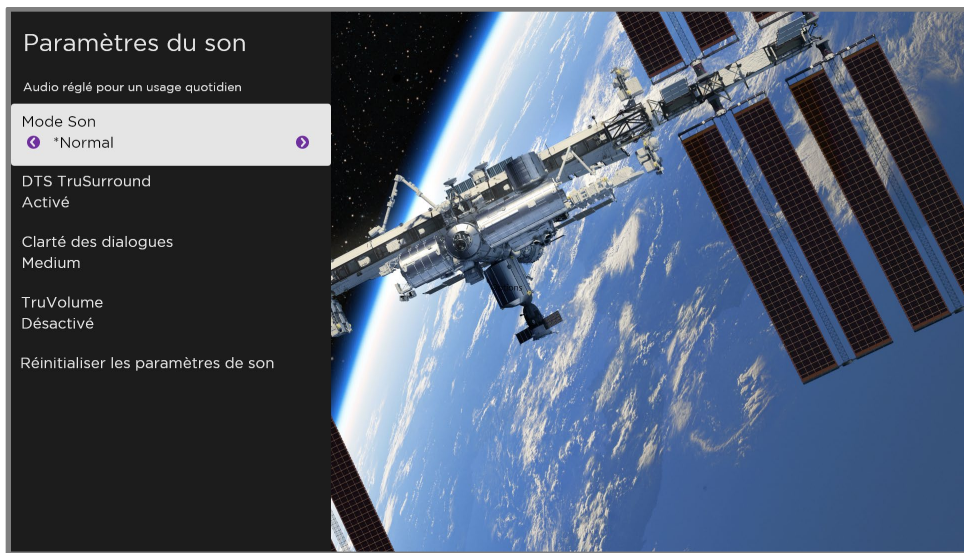 Paramètres du son
Audio réglé pour un usage quotidien
Mode Son
*Normal
DTS TruSurround
Activé
Clarté des dialogues
Medium
TruVolume
Désactivé
Réinitialiser les paramètres de son